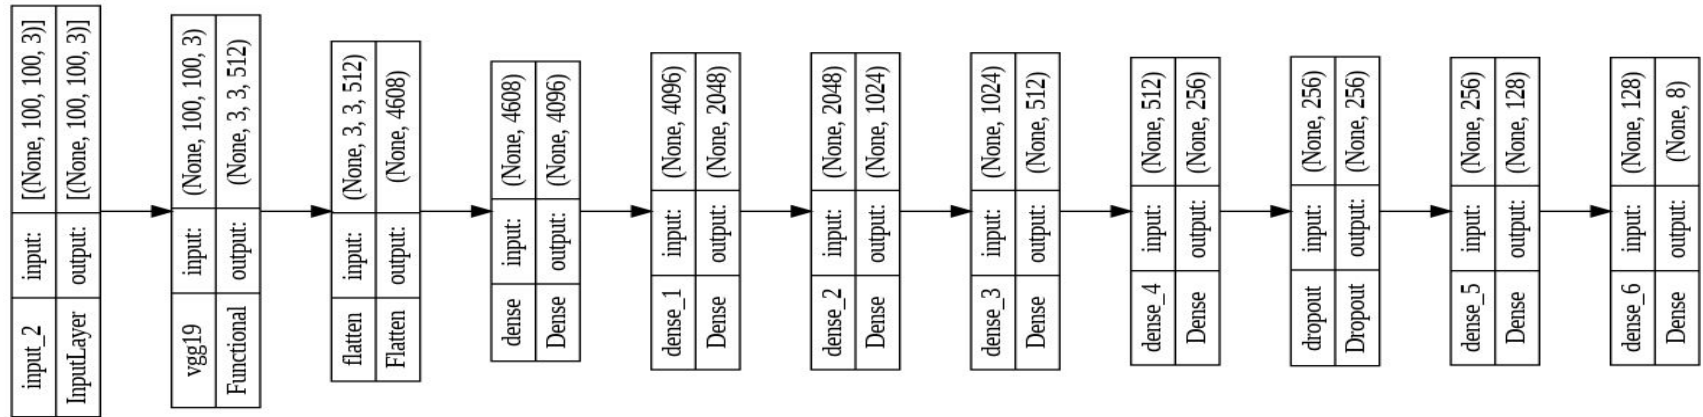 input_2 input: [(None, 100, 100, 3)]
InputLayer output: [(None, 100, 100, 3)]
vgg19 input: (None, 100, 100, 3)
Functional output: (None, 3, 3, 512)
flatten input: (None, 3, 3, 512)
Flatten output: (None, 4608)
dense input: (None, 4608)
Dense output: (None, 4096)
dense_1 input: (None, 4096)
Dense output: (None, 2048)
dense_2 input: (None, 2048)
Dense output: (None, 1024)
dense_3 input: (None, 1024)
Dense output: (None, 512)
dense_4 input: (None, 512)
Dense output: (None, 256)
dropout input: (None, 256)
Dropout output: (None, 256)
dense_5 input: (None, 256)
Dense output: (None, 128)
dense_6 input: (None, 128)
Dense output: (None, 8)